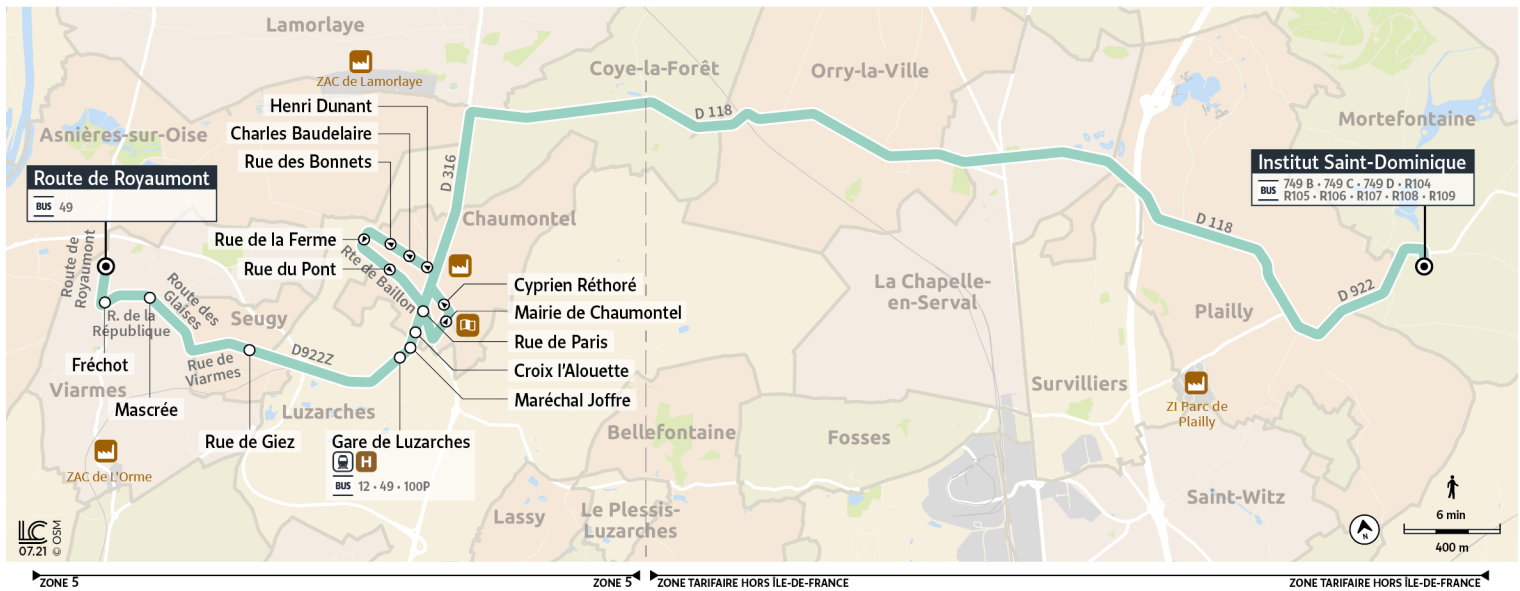 Lamorlaye
ZAC de Lamorlaye
Coye-la-Forêt
Orry-la-Ville
Henri Dunant
Charles Baudelaire
Rue des Bonnets
D 118
Mortefontaine
Asnières-sur-Oise
D 316
Route de Royaumont
BUS 49
Institut Saint-Dominique
BUS
749 B • 749 C • 749 D • R104
R105 • R106 • R107 • R108 • R109
Chaumontel
D 118
Rue de la Ferme
Rue du Pont
Rte de Baillon
Route de
Royaumont
Route des
Glaises
R. de la
République
Seugy
Cyprien Réthoré
Mairie de Chaumontel
Rue de Paris
Croix l'Alouette
Maréchal Joffre
La Chapelle-
en-Serval
D 922
Plailly
Fréchot
Rue de
Viarmes
D922Z
Viarmes
Mascrée
Luzarches
Survilliers
ZI Parc de
Plailly
Rue de Giez
Gare de Luzarches
H
BUS 12 • 49 • 100P
Bellefontaine
Fosses
ZAC de L'Orme
Lassy
Le Plessis-
Luzarches
Saint-Witz
LC
07.21
© OSM
N
6 min
400 m
ZONE 5
ZONE 5
ZONE TARIFAIRE HORS ÎLE-DE-FRANCE
ZONE TARIFAIRE HORS ÎLE-DE-FRANCE